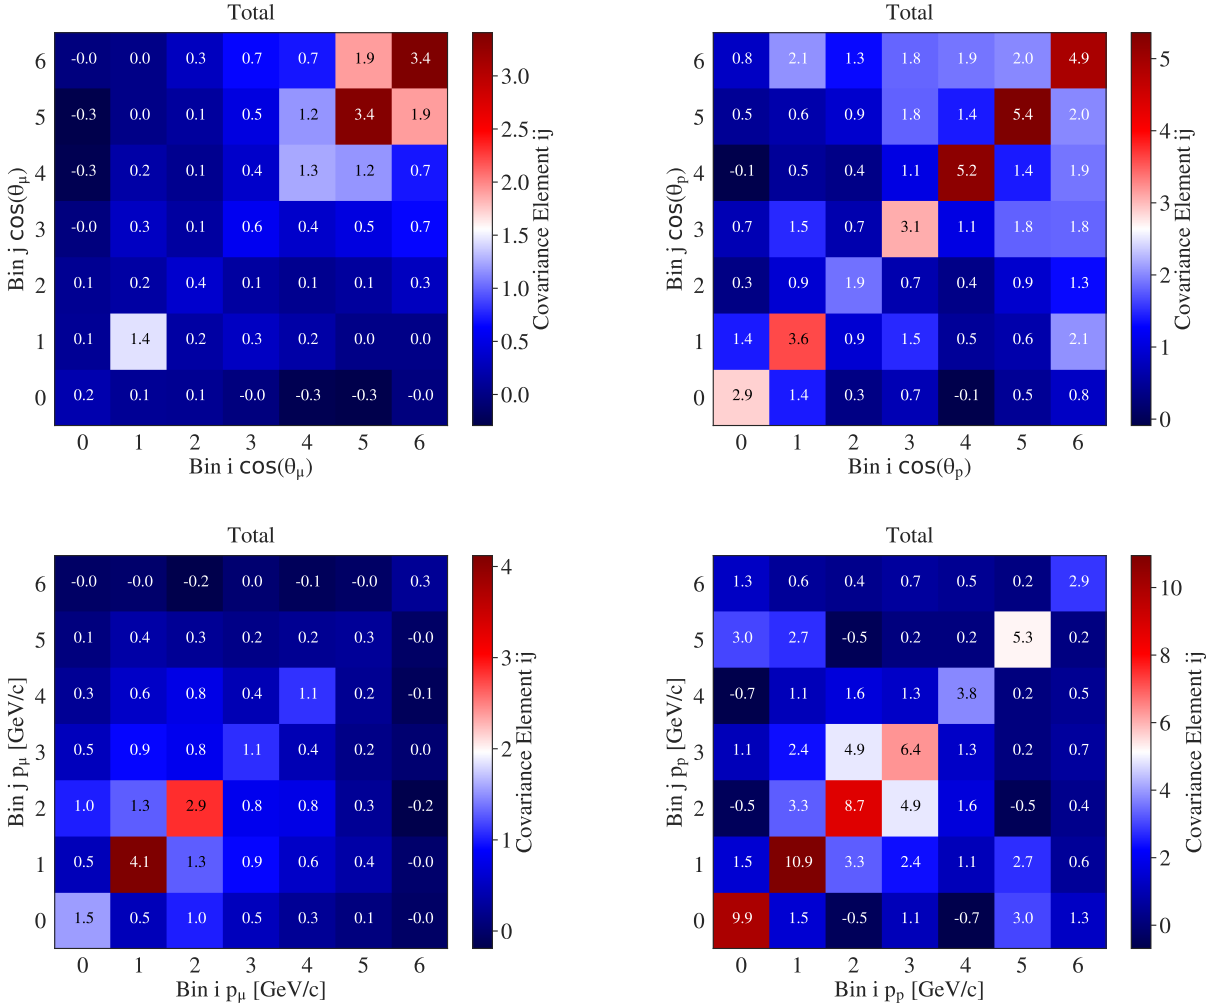 Total
Bin j cos(θμ)
6 -0.0 0.0 0.3 0.7 0.7 1.9 3.4
5 -0.3 0.0 0.1 0.5 1.2 3.4 1.9
4 -0.3 0.2 0.1 0.4 1.3 1.2 0.7
3 -0.0 0.3 0.1 0.6 0.4 0.5 0.7
2 0.1 0.2 0.4 0.1 0.1 0.1 0.3
1 0.1 1.4 0.2 0.3 0.2 0.0 0.0
0 0.2 0.1 0.1 -0.0 -0.3 -0.3 -0.0
0 1 2 3 4 5 6
Bin i cos(θμ)
3.0
2.5
2.0
1.5
1.0
0.5
0.0
Covariance Element ij
Total
Bin j cos(θp)
6 0.8 2.1 1.3 1.8 1.9 2.0 4.9
5 0.5 0.6 0.9 1.8 1.4 5.4 2.0
4 -0.1 0.5 0.4 1.1 5.2 1.4 1.9
3 0.7 1.5 0.7 3.1 1.1 1.8 1.8
2 0.3 0.9 1.9 0.7 0.4 0.9 1.3
1 1.4 3.6 0.9 1.5 0.5 0.6 2.1
0 2.9 1.4 0.3 0.7 -0.1 0.5 0.8
0 1 2 3 4 5 6
Bin i cos(θp)
5
4
3
2
1
0
Covariance Element ij
Total
Bin j pμ [GeV/c]
6 -0.0 -0.0 -0.2 0.0 -0.1 -0.0 0.3
5 0.1 0.4 0.3 0.2 0.2 0.3 -0.0
4 0.3 0.6 0.8 0.4 1.1 0.2 -0.1
3 0.5 0.9 0.8 1.1 0.4 0.2 0.0
2 1.0 1.3 2.9 0.8 0.8 0.3 -0.2
1 0.5 4.1 1.3 0.9 0.6 0.4 -0.0
0 1.5 0.5 1.0 0.5 0.3 0.1 -0.0
0 1 2 3 4 5 6
Bin i pμ [GeV/c]
4
3
2
1
0
Covariance Element ij
Total
Bin j pp [GeV/c]
6 1.3 0.6 0.4 0.7 0.5 0.2 2.9
5 3.0 2.7 -0.5 0.2 0.2 5.3 0.2
4 -0.7 1.1 1.6 1.3 3.8 0.2 0.5
3 1.1 2.4 4.9 6.4 1.3 0.2 0.7
2 -0.5 3.3 8.7 4.9 1.6 -0.5 0.4
1 1.5 10.9 3.3 2.4 1.1 2.7 0.6
0 9.9 1.5 -0.5 1.1 -0.7 3.0 1.3
0 1 2 3 4 5 6
Bin i pp [GeV/c]
10
8
6
4
2
0
Covariance Element ij